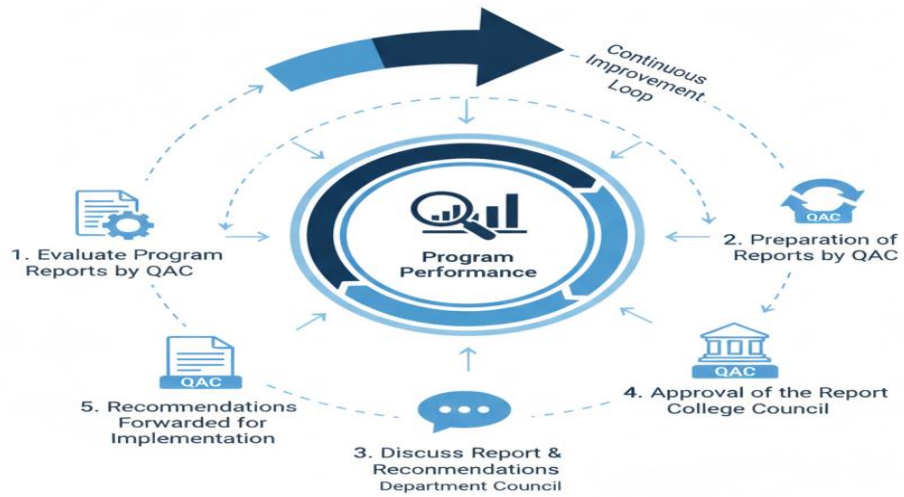 Continuous
Improvement
Loop
1. Evaluate Program
Reports by QAC
QAC
2. Preparation of
Reports by QAC
Program
Performance
QAC
4. Approval of the Report
College Council
QAC
5. Recommendations
Forwarded for
Implementation
3. Discuss Report &
Reconmendations
Department Council